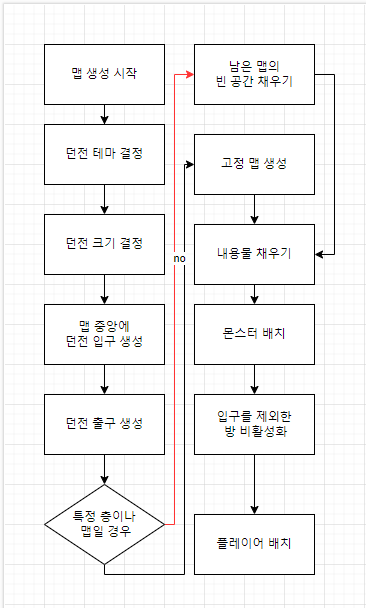 맵 생성 시작
던전 테마 결정
던전 크기 결정
맵 중앙에
던전 입구 생성
던전 출구 생성
특정 층이나
맵일 경우
no
남은 맵의
빈 공간 채우기
고정 맵 생성
내용물 채우기
몬스터 배치
입구를 제외한
방 비활성화
플레이어 배치